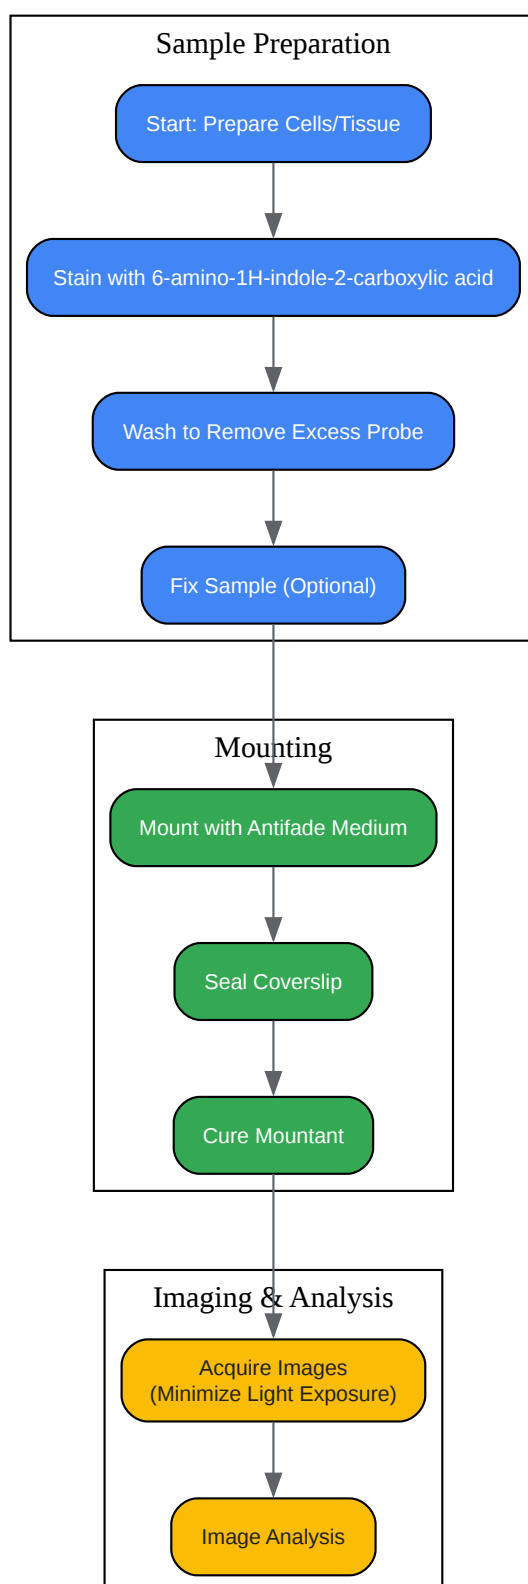 Sample Preparation
Start: Prepare Cells/Tissue
Stain with 6-amino-1H-indole-2-carboxylic acid
Wash to Remove Excess Probe
Fix Sample (Optional)
Mounting
Mount with Antifade Medium
Seal Coverslip
Cure Mountant
Imaging & Analysis
Acquire Images
(Minimize Light Exposure)
Image Analysis